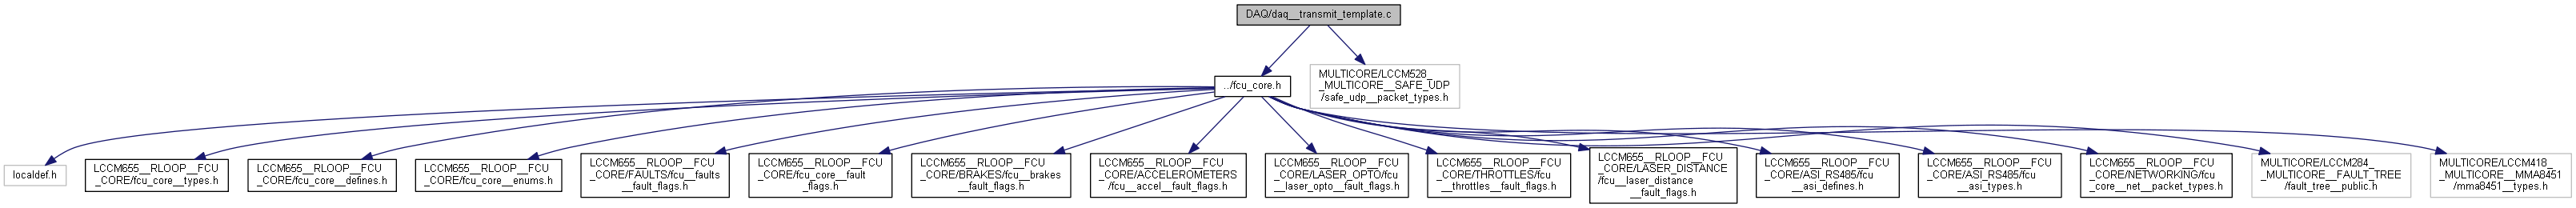 DAQ/daq__transmit_template.c
../fcu_core.h
MULTICORE/LCCM528_
_MULTICORE__SAFE_UDP
/safe_udp__packet_types.h
localdef.h
LCCM655__RLOOP__FCU
_CORE/fcu_core__types.h
LCCM655__RLOOP__FCU
_CORE/fcu_core__defines.h
LCCM655__RLOOP__FCU
_CORE/fcu_core__enums.h
LCCM655__RLOOP__FCU
_CORE/FAULTS/fcu__faults
__fault_flags.h
LCCM655__RLOOP__FCU
_CORE/fcu_core__fault
_flags.h
LCCM655__RLOOP__FCU
_CORE/BRAKES/fcu__brakes
__fault_flags.h
LCCM655__RLOOP__FCU
_CORE/ACCELEROMETERS
/fcu__accel__fault_flags.h
LCCM655__RLOOP__FCU
_CORE/LASER_OPTO/fcu
__laser_opto__fault_flags.h
LCCM655__RLOOP__FCU
_CORE/THROTTLES/fcu
__throttles__fault_flags.h
LCCM655__RLOOP__FCU
_CORE/LASER_DISTANCE
/fcu__laser_distance
__fault_flags.h
LCCM655__RLOOP__FCU
_CORE/ASI_RS485/fcu
__asi_defines.h
LCCM655__RLOOP__FCU
_CORE/ASI_RS485/fcu
__asi_types.h
LCCM655__RLOOP__FCU
_CORE/NETWORKING/fcu
_core__net__packet_types.h
MULTICORE/LCCM284_
_MULTICORE__FAULT_TREE
/fault_tree__public.h
MULTICORE/LCCM418_
_MULTICORE__MMA8451
/mma8451__types.h